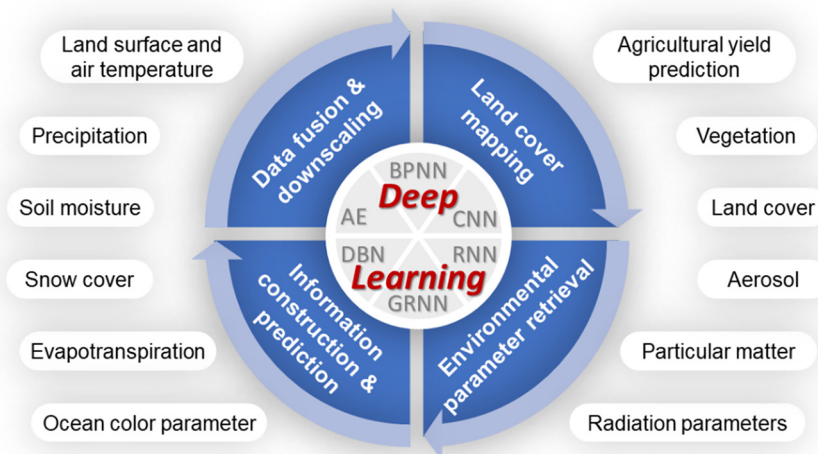 Land surface and
air temperature
Precipitation
Soil moisture
Snow cover
Evapotranspiration
Ocean color parameter
Data fusion &
downscaling
Land cover
mapping
Information
construction &
prediction
Environmental
parameter retrieval
BPNN
Deep
AE
CNN
DBN
RNN
Learning
GRNN
Agricultural yield
prediction
Vegetation
Land cover
Aerosol
Particular matter
Radiation parameters